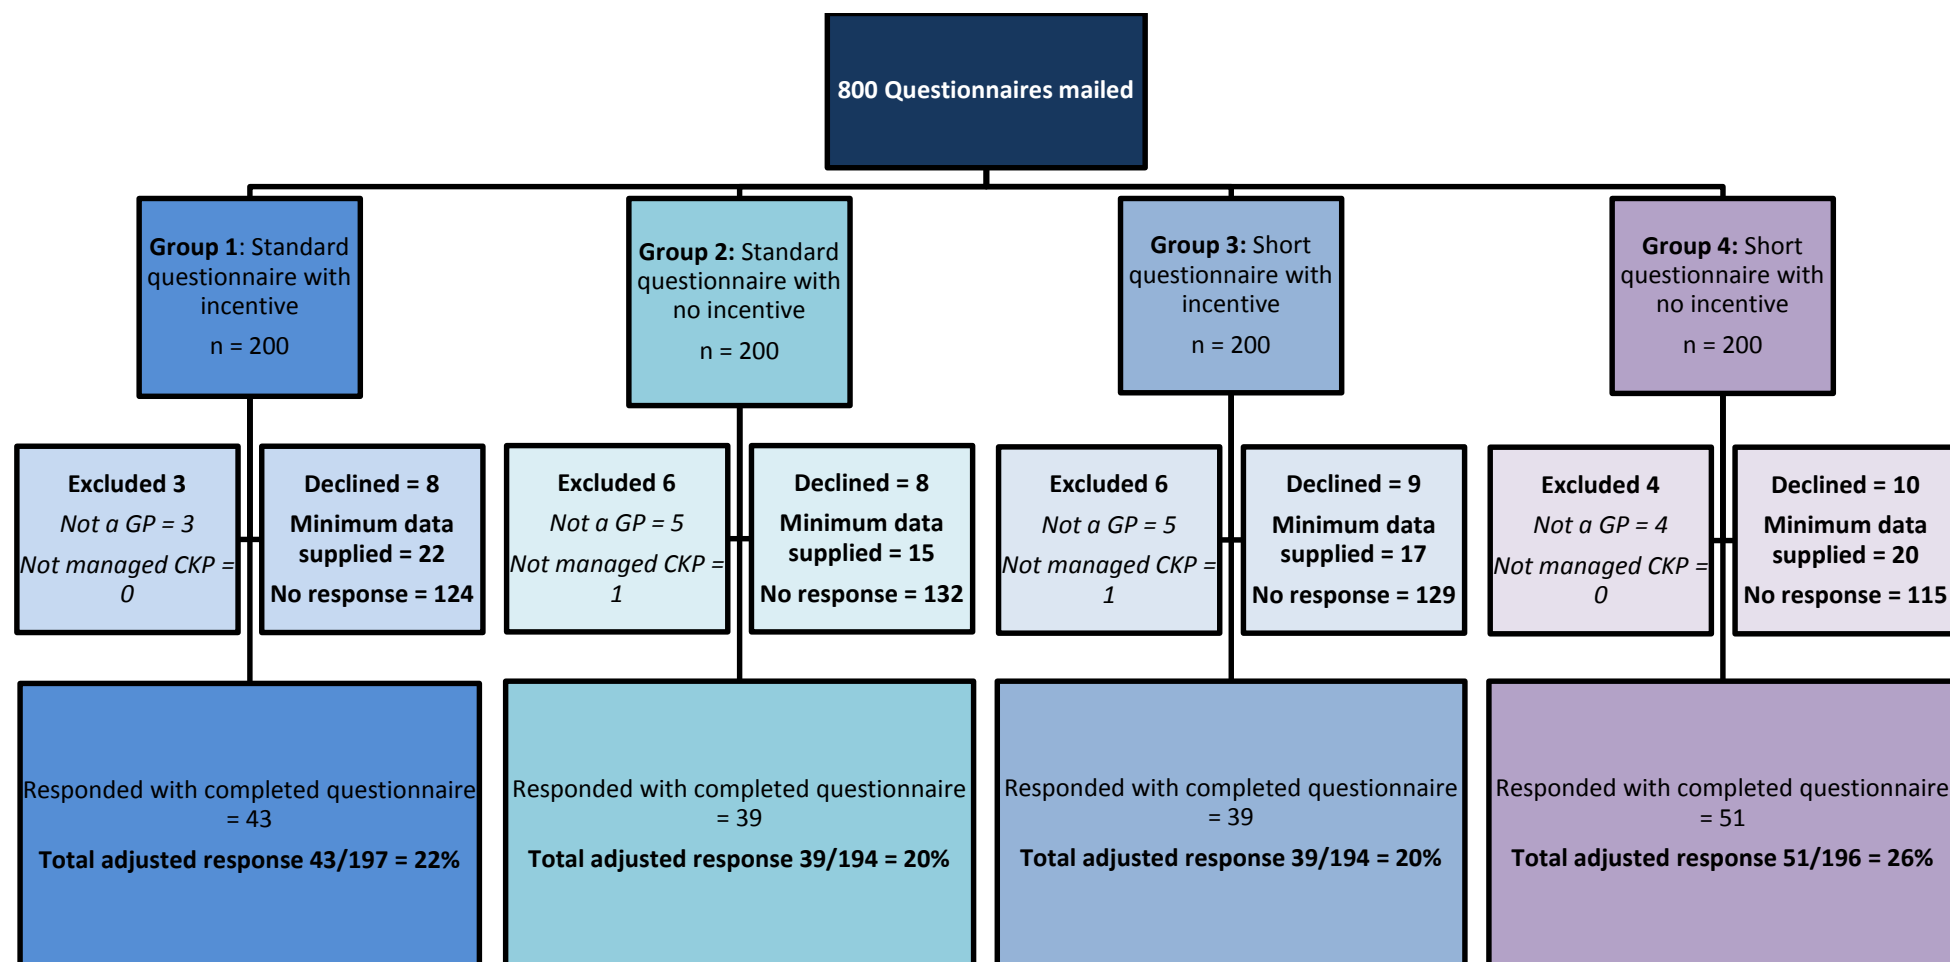 800 Questionnaires mailed
Group 1: Standard
questionnaire with
incentive
n = 200
Group 2: Standard
questionnaire with
no incentive
n = 200
Group 3: Short
questionnaire with
incentive
n = 200
Group 4: Short
questionnaire with
no incentive
n = 200
Excluded 3
Not a GP = 3
Not managed CKP =
0
Declined = 8
Minimum data
supplied = 22
No response = 124
Excluded 6
Not a GP = 5
Not managed CKP =
1
Declined = 8
Minimum data
supplied = 15
No response = 132
Excluded 6
Not a GP = 5
Not managed CKP =
1
Declined = 9
Minimum data
supplied = 17
No response = 129
Excluded 4
Not a GP = 4
Not managed CKP =
0
Declined = 10
Minimum data
supplied = 20
No response = 115
Responded with completed questionnaire
= 43
Total adjusted response 43/197 = 22%
Responded with completed questionnaire
= 39
Total adjusted response 39/194 = 20%
Responded with completed questionnaire
= 39
Total adjusted response 39/194 = 20%
Responded with completed questionnaire
= 51
Total adjusted response 51/196 = 26%